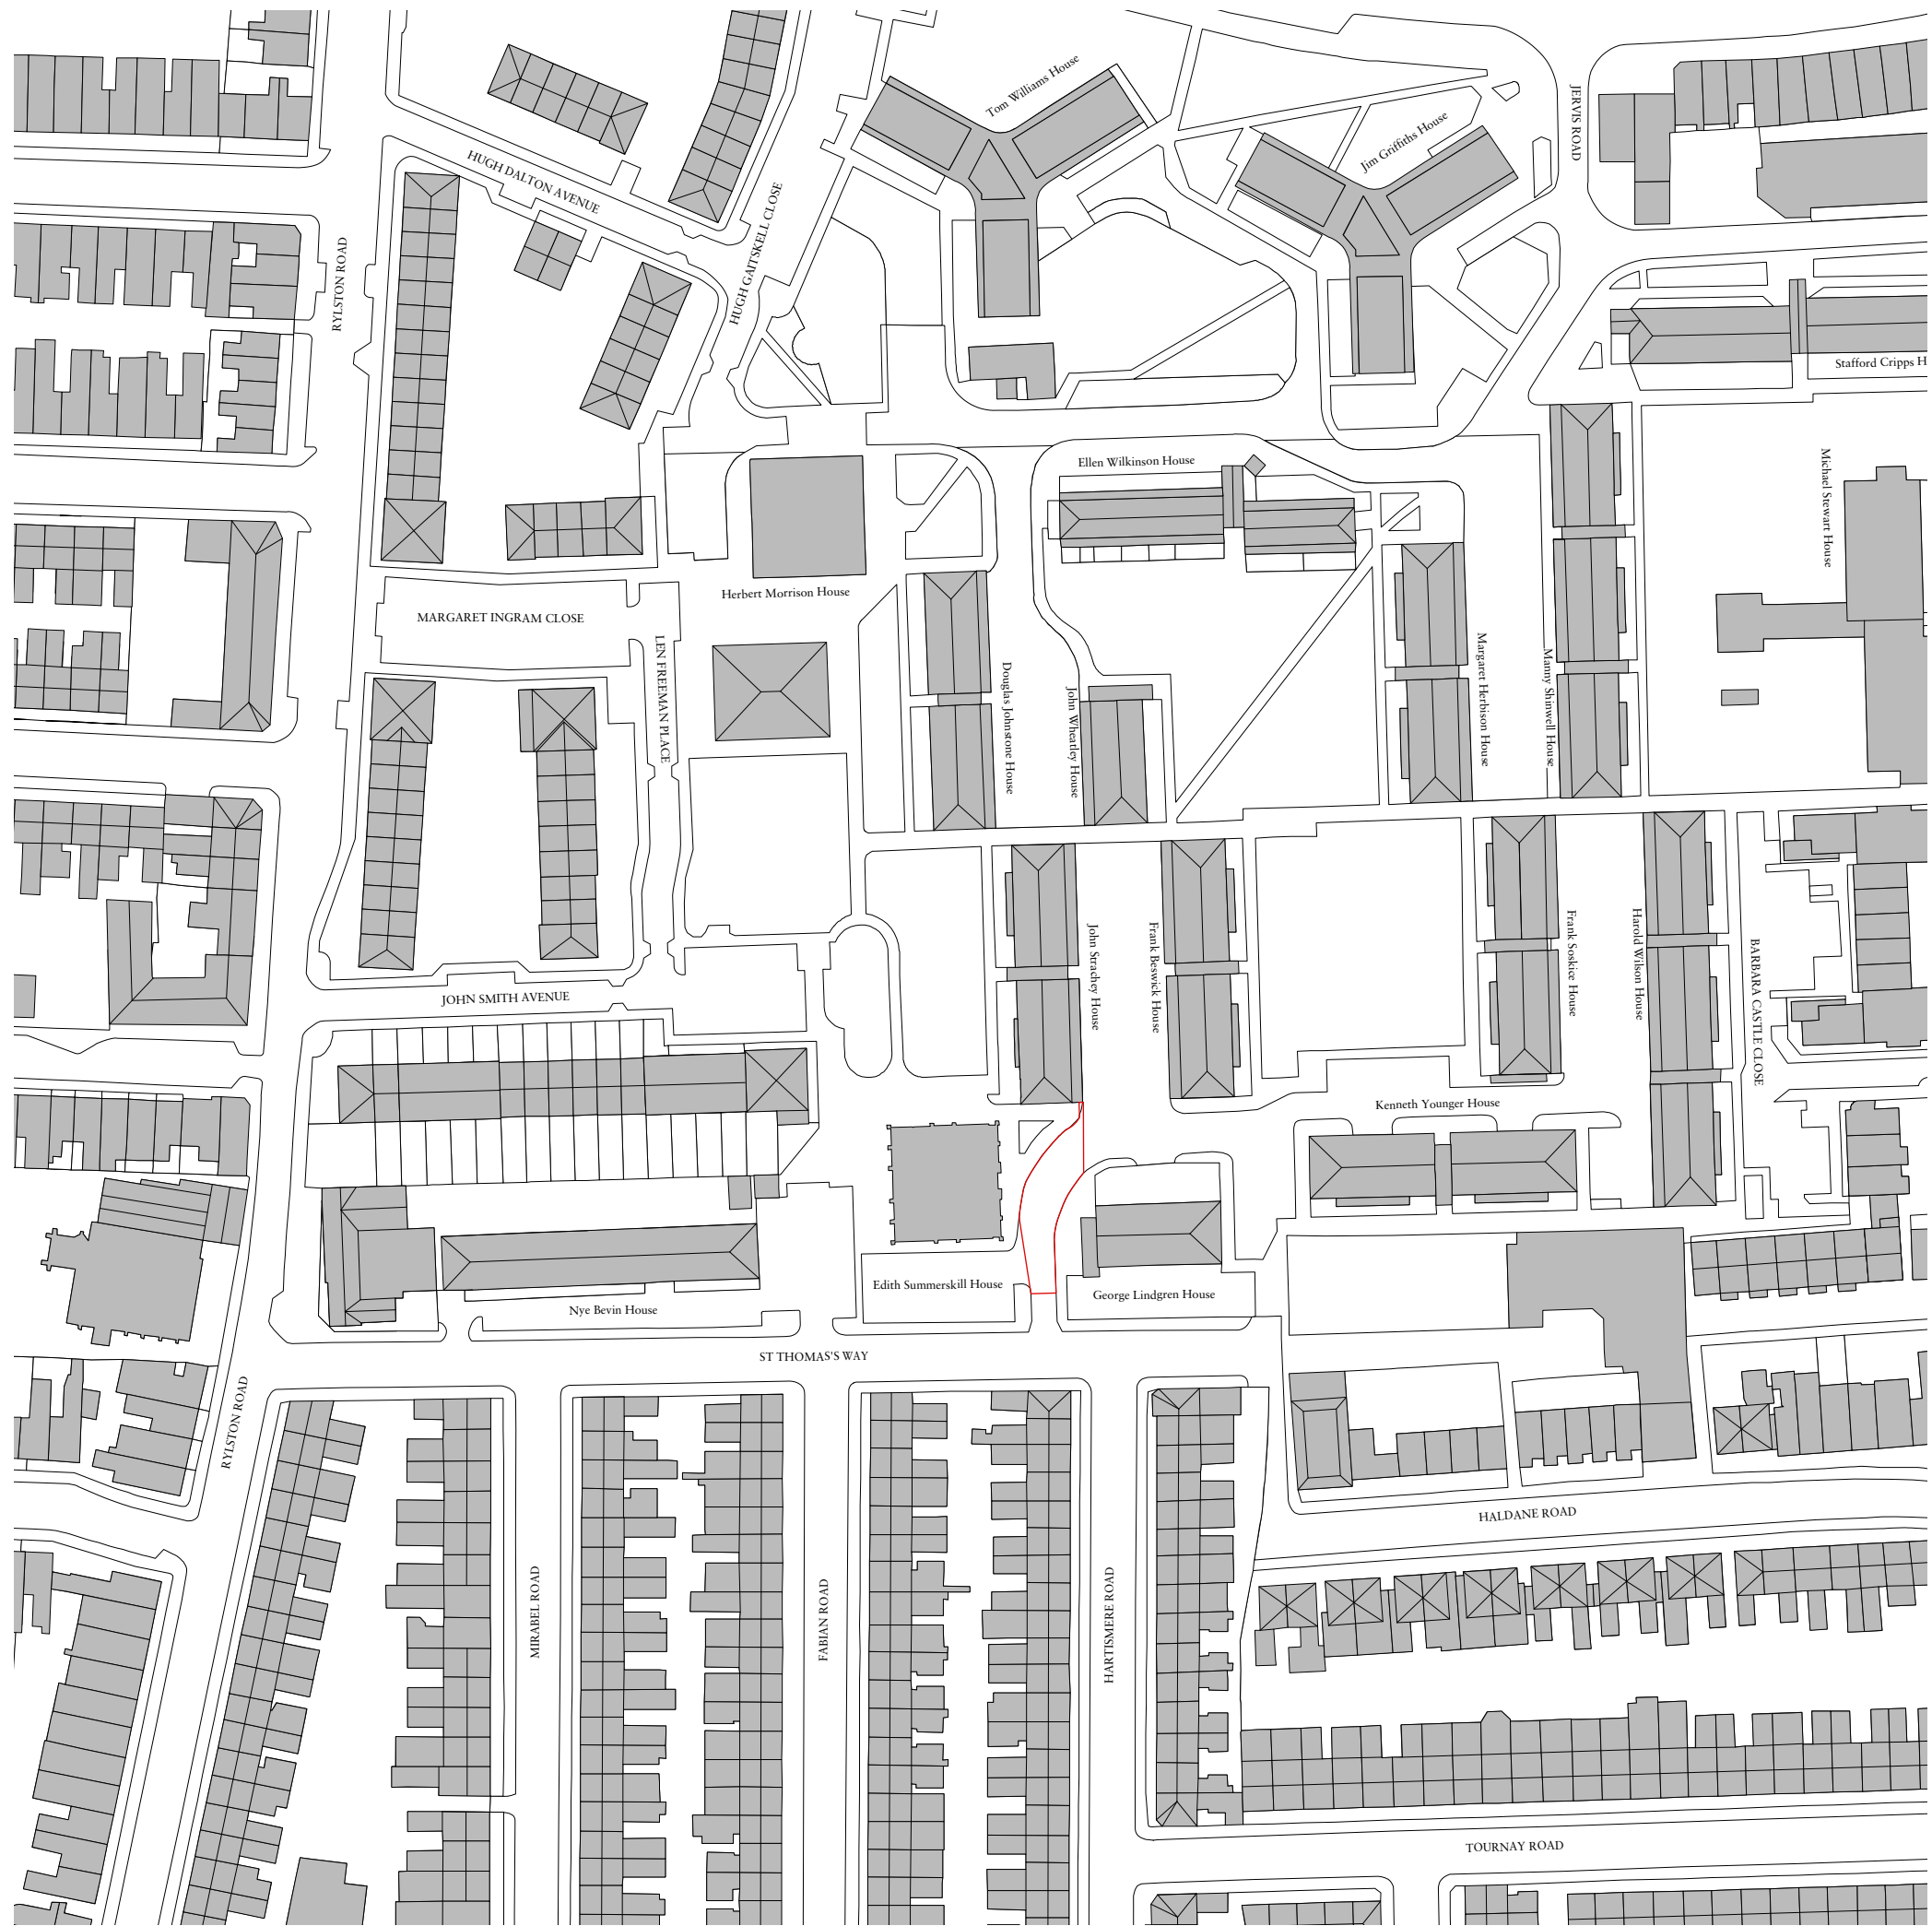 Tom Williams House
JERVIS ROAD
Jim Griffiths House
HUGH DALTON AVENUE
HUGH GAITSKELL CLOSE
RYLSTON ROAD
Stafford Cripps H
Ellen Wilkinson House
Michael Stewart House
Herbert Morrison House
MARGARET INGRAM CLOSE
LEN FREEMAN PLACE
Douglas Johnstone House
John Wheatley House
Margaret Herbison House
Manny Shinwell House
John Strachey House
Frank Beswick House
Frank Soskice House
Harold Wilson House
BARBARA CASTLE CLOSE
JOHN SMITH AVENUE
Kenneth Younger House
Edith Summerskill House
George Lindgren House
Nye Bevin House
ST THOMAS'S WAY
RYLSTON ROAD
HALDANE ROAD
MIRABEL ROAD
FABIAN ROAD
HARTISMERE ROAD
TOURNAY ROAD